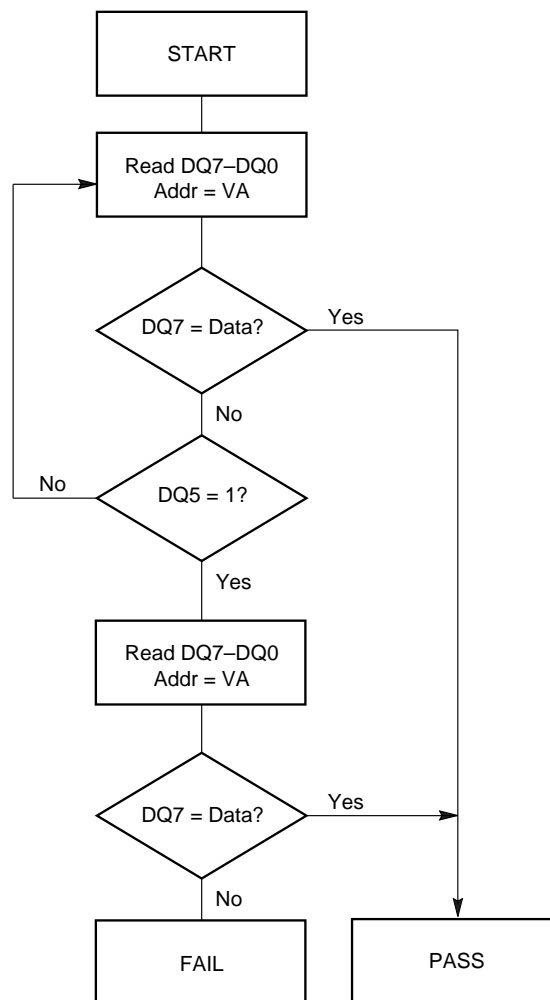 START
Read DQ7–DQ0
Addr = VA
DQ7 = Data?
Yes
No
DQ5 = 1?
No
Yes
Read DQ7–DQ0
Addr = VA
DQ7 = Data?
Yes
No
FAIL
PASS